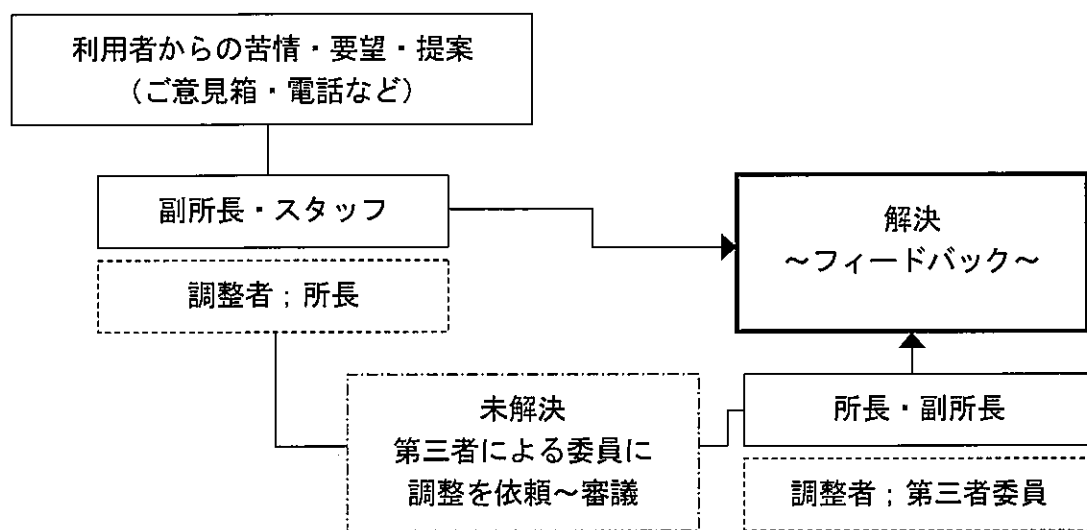 利用者からの苦情・要望・提案
（ご意見箱・電話など）
副所長・スタッフ
調整者；所長
解決
～フィードバック～
未解決
第三者による委員に
調整を依頼～審議
所長・副所長
調整者；第三者委員